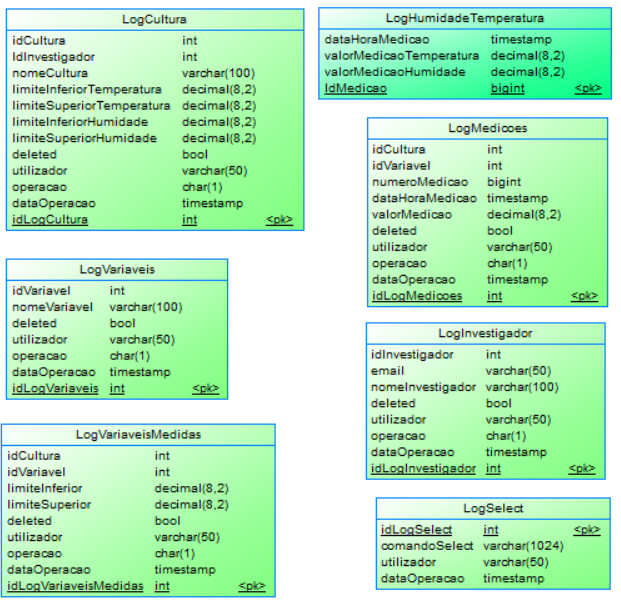 LogCultura
idCultura int
IdInvestigador int
nomeCultura varchar(100)
limiteInferiorTemperatura decimal(8,2)
limiteSuperiorTemperatura decimal(8,2)
limiteInferiorHumidade decimal(8,2)
limiteSuperiorHumidade decimal(8,2)
deleted bool
utilizador varchar(50)
operacao char(1)
dataOperacao timestamp
idLogCultura int <pk>
LogHumidadeTemperatura
dataHoraMedicao timestamp
valorMedicaoTemperatura decimal(8,2)
valorMedicaoHumidade decimal(8,2)
IdMedicao bigint <pk>
LogMedicoes
idCultura int
idVariavel int
numeroMedicao bigint
dataHoraMedicao timestamp
valorMedicao decimal(8,2)
deleted bool
utilizador varchar(50)
operacao char(1)
dataOperacao timestamp
idLogMedicoes int <pk>
LogVariaveis
idVariavel int
nomeVariavel varchar(100)
deleted bool
utilizador varchar(50)
operacao char(1)
dataOperacao timestamp
idLogVariaveis int <pk>
LogInvestigador
idInvestigador int
email varchar(50)
nomeInvestigador varchar(100)
deleted bool
utilizador varchar(50)
operacao char(1)
dataOperacao timestamp
idLogInvestigador int <pk>
LogVariaveisMedidas
idCultura int
idVariavel int
limiteInferior decimal(8,2)
limiteSuperior decimal(8,2)
deleted bool
utilizador varchar(50)
operacao char(1)
dataOperacao timestamp
idLogVariaveisMedidas int <pk>
LogSelect
idLogSelect int <pk>
comandoSelect varchar(1024)
utilizador varchar(50)
dataOperacao timestamp